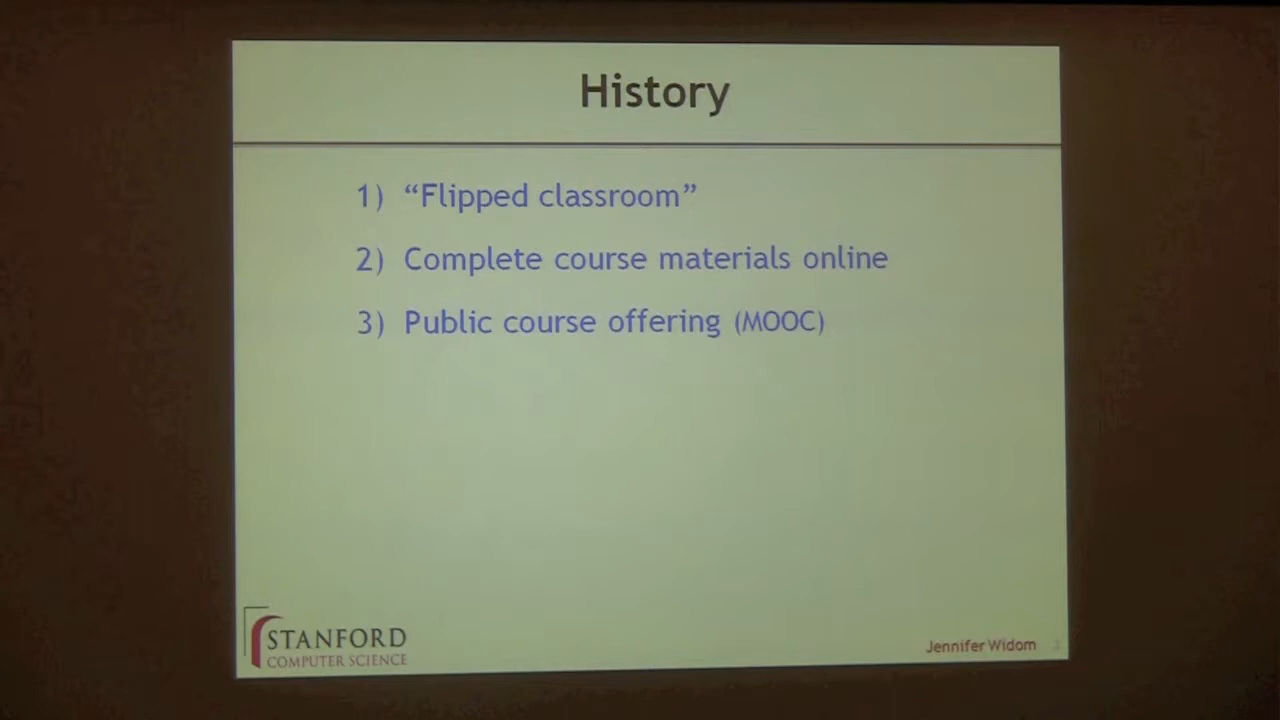 History
1) “Flipped classroom”
2) Complete course materials online
3) Public course offering (MOOC)
STANFORD
COMPUTER SCIENCE
Jennifer Widom